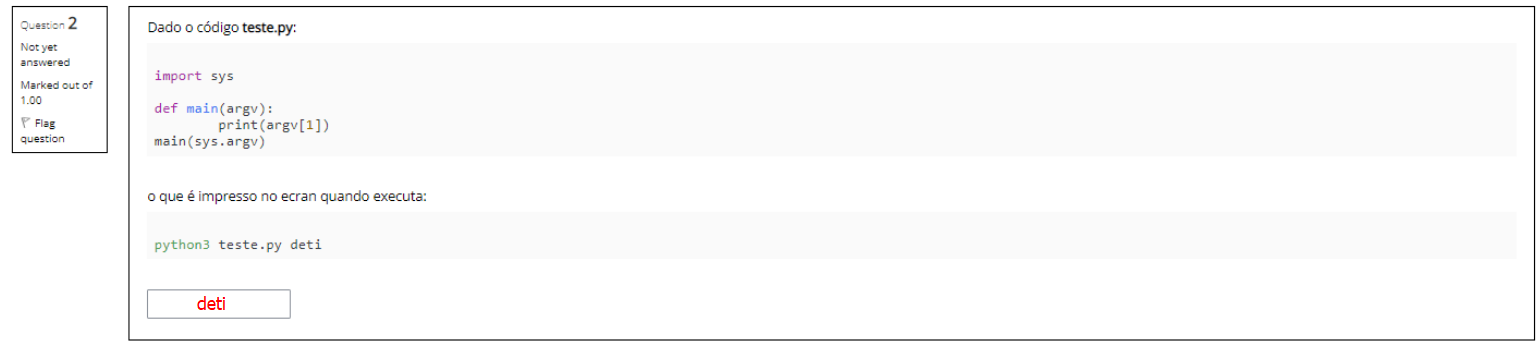 Question 2
Not yet
answered
Marked out of
1.00
Flag
question
Dado o código teste.py:
import sys
def main(argv):
        print(argv[1])
main(sys.argv)
o que é impresso no ecran quando executa:
python3 teste.py deti
deti